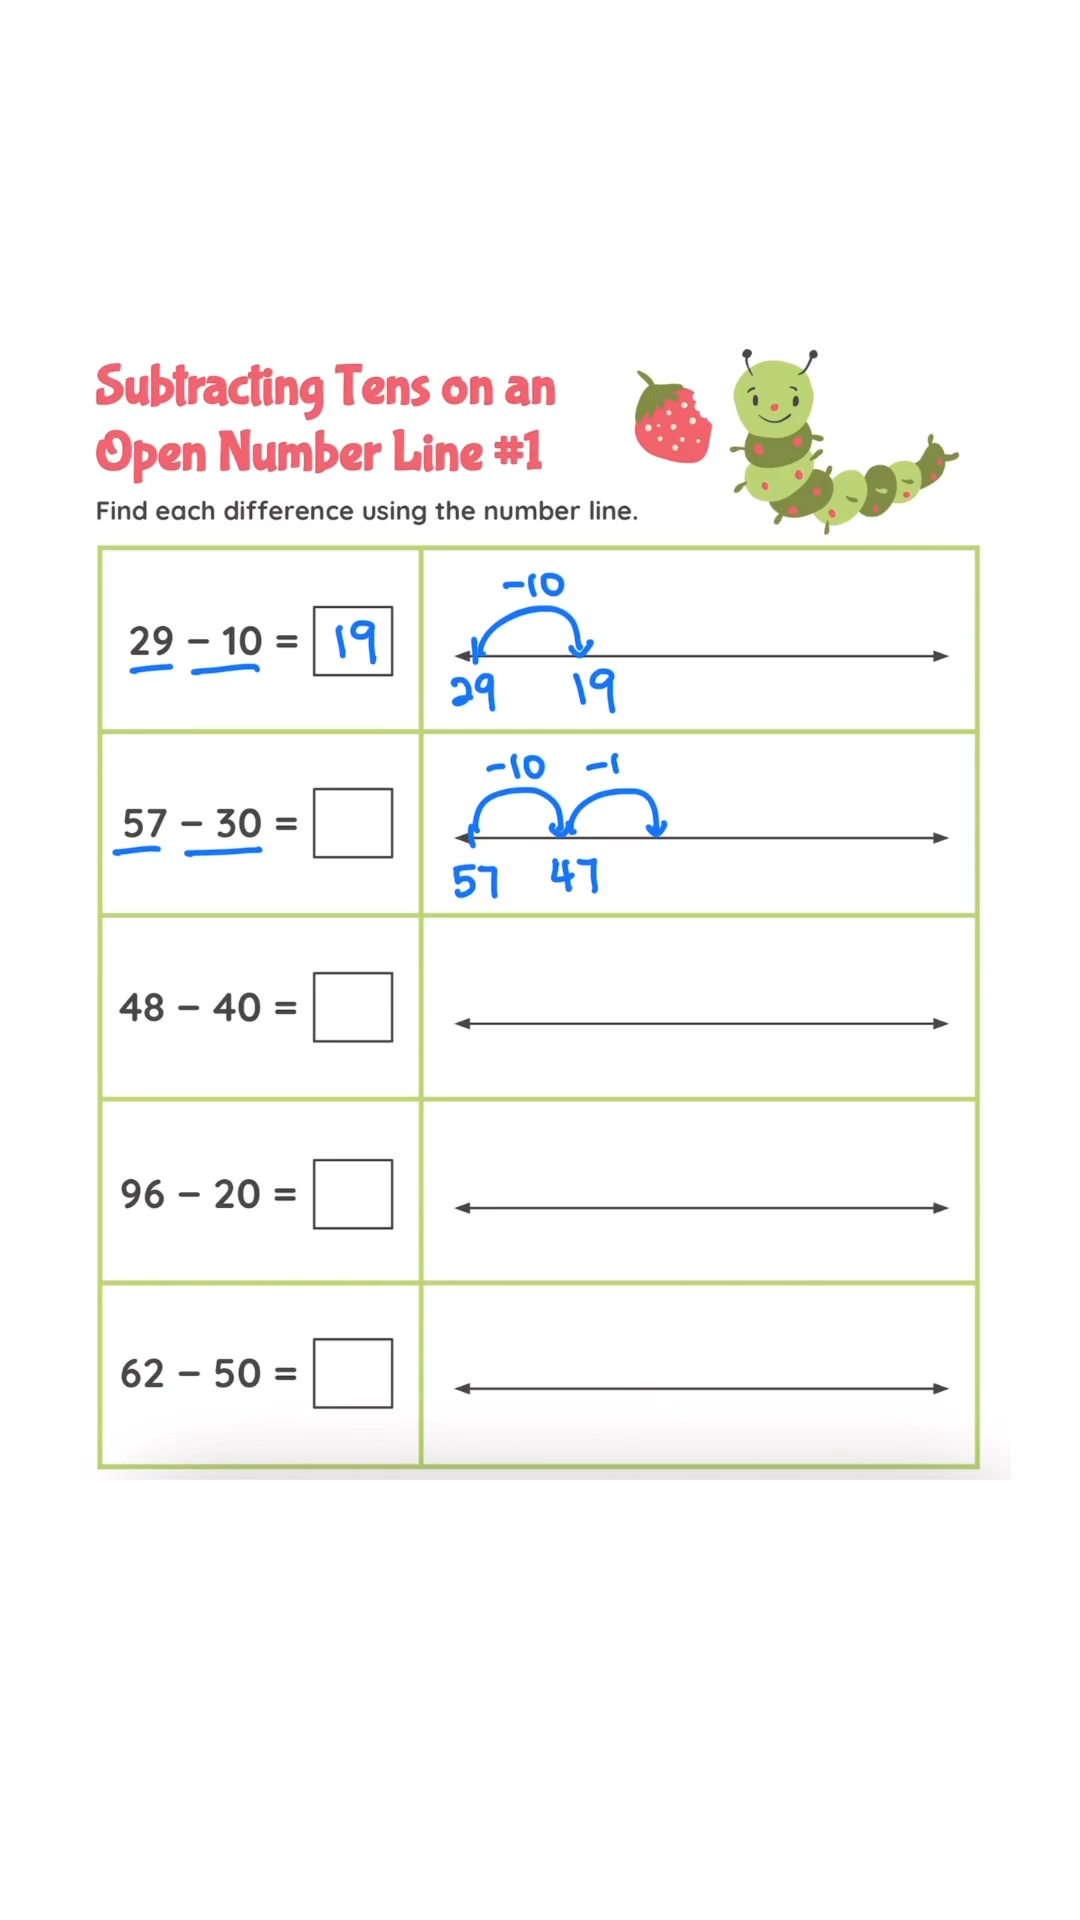 Subtracting Tens on an
Open Number Line #1
Find each difference using the number line.
29 – 10 = 19
-10
29 19
57 – 30 =
-10 -1
57 47
48 – 40 =
96 – 20 =
62 – 50 =